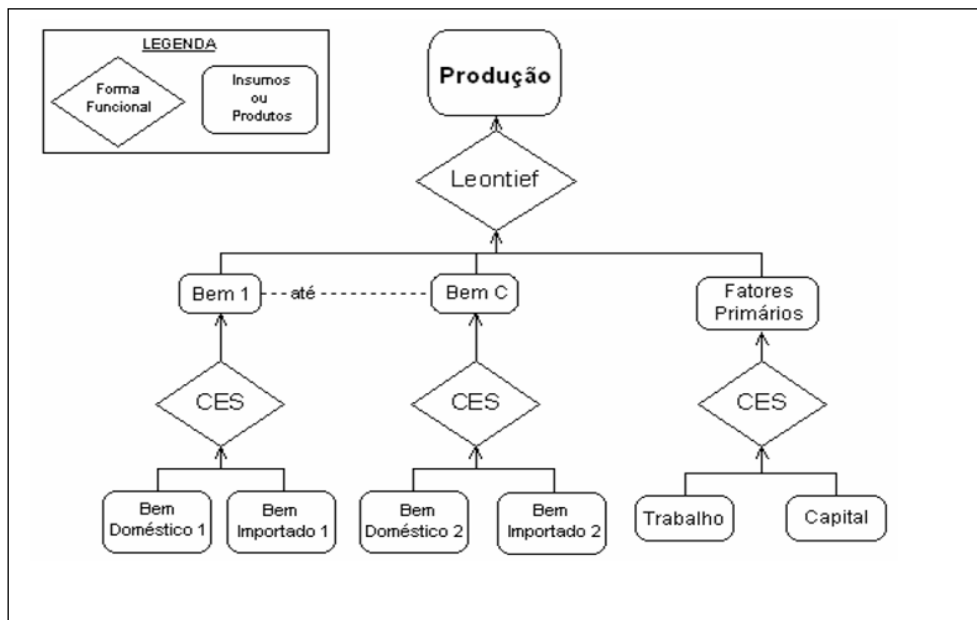 LEGENDA
Forma
Funcional
Insumos
ou
Produtos
Produção
Leontief
Bem 1
até
Bem C
Fatores
Primários
CES
CES
CES
Bem
Doméstico 1
Bem
Importado 1
Bem
Doméstico 2
Bem
Importado 2
Trabalho
Capital